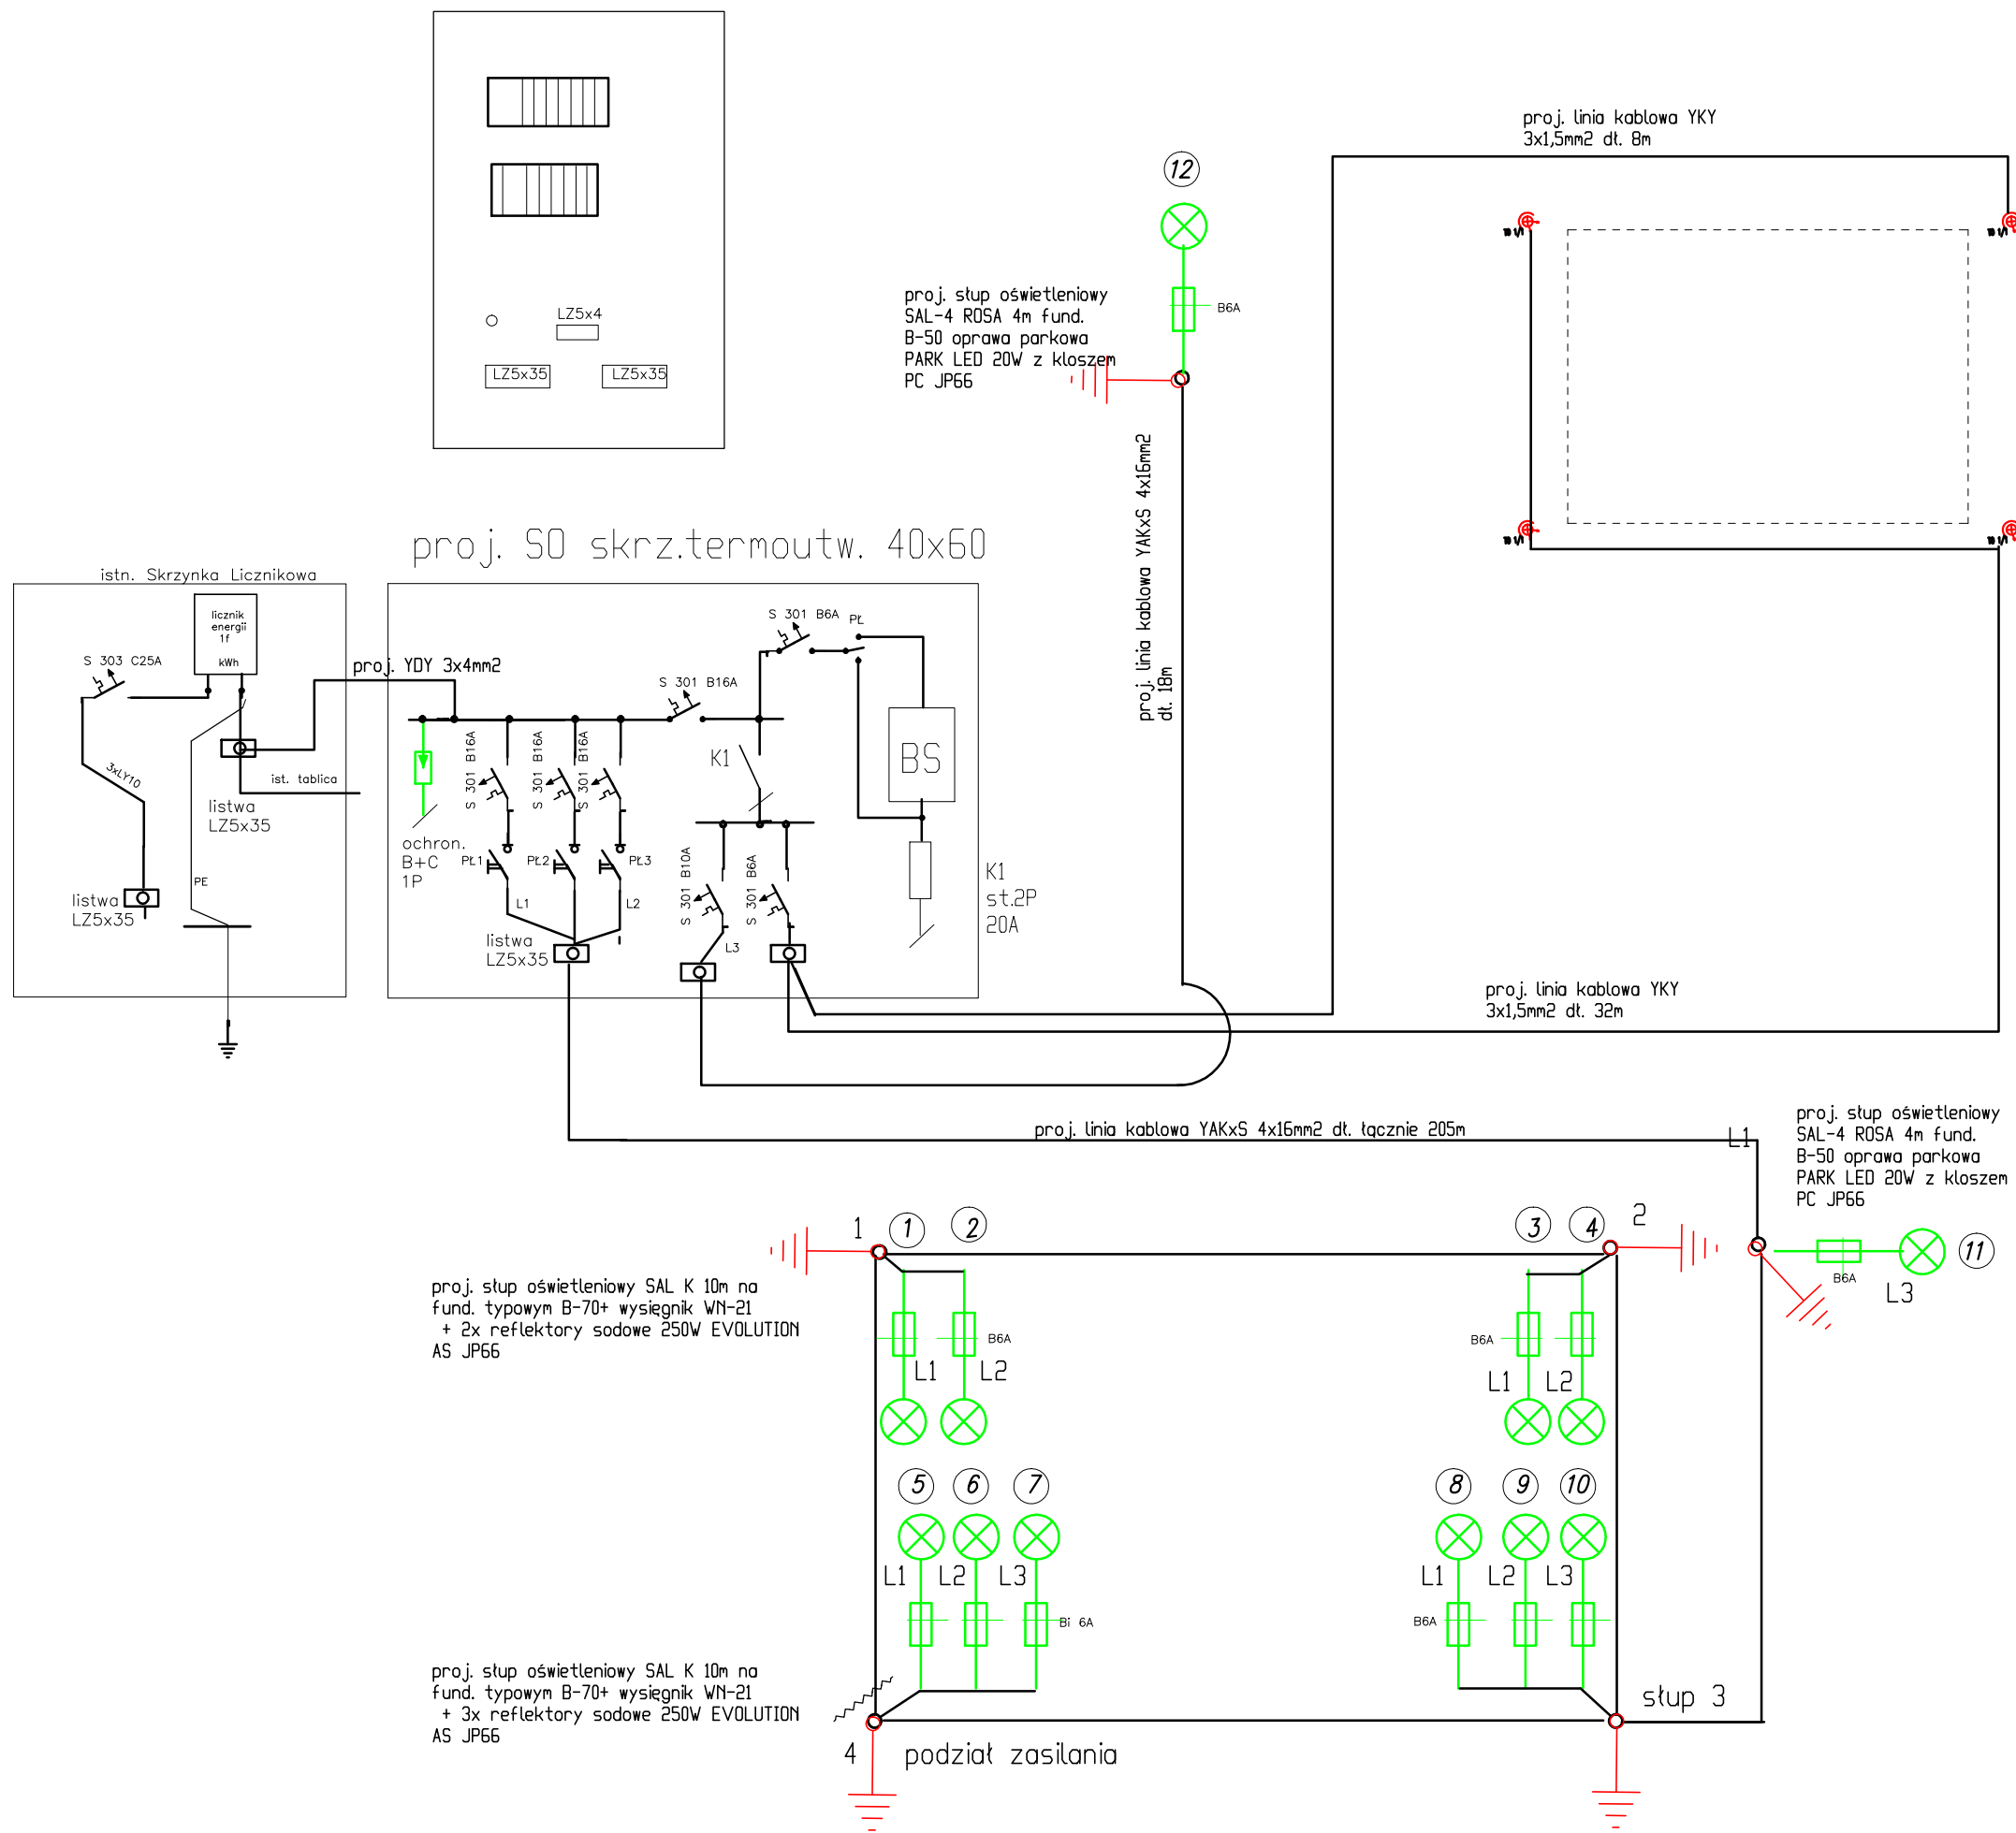 LZ5x4
LZ5x35
LZ5x35
12
B6A
proj. słup oświetleniowy
SAL-4 ROSA 4m fund.
B-50 oprawa parkowa
PARK LED 20W z kloszem
PC JP66
proj. linia kablowa YKY
3x1,5mm2 dł. 8m
proj. linia kablowa YAKxS 4x16mm2
dł. 18m
proj. SO skrz.termoutw. 40x60
istn. Skrzynka Licznikowa
licznik
energii
1f
kWh
S 303 C25A
proj. YDY 3x4mm2
3xLY10
ist. tablica
listwa
LZ5x35
PE
listwa
LZ5x35
S 301 B6A
PŁ
S 301 B16A
S 301 B16A
S 301 B16A
S 301 B16A
K1
BS
ochron.
B+C
1P
PŁ1
PŁ2
PŁ3
L1
L2
listwa
LZ5x35
S 301 B10A
S 301 B6A
L3
K1
st.2P
20A
proj. linia kablowa YKY
3x1,5mm2 dł. 32m
proj. linia kablowa YAKxS 4x16mm2 dł. łącznie 205m
L1
proj. słup oświetleniowy
SAL-4 ROSA 4m fund.
B-50 oprawa parkowa
PARK LED 20W z kloszem
PC JP66
1
1
2
3
4
2
11
B6A
L3
proj. słup oświetleniowy SAL K 10m na
fund. typowym B-70+ wysięgnik WN-21
+ 2x reflektory sodowe 250W EVOLUTION
AS JP66
B6A
L1
L2
B6A
L1
L2
5
6
7
8
9
10
L1
L2
L3
L1
L2
L3
Bi 6A
B6A
proj. słup oświetleniowy SAL K 10m na
fund. typowym B-70+ wysięgnik WN-21
+ 3x reflektory sodowe 250W EVOLUTION
AS JP66
słup 3
4
podział zasilania